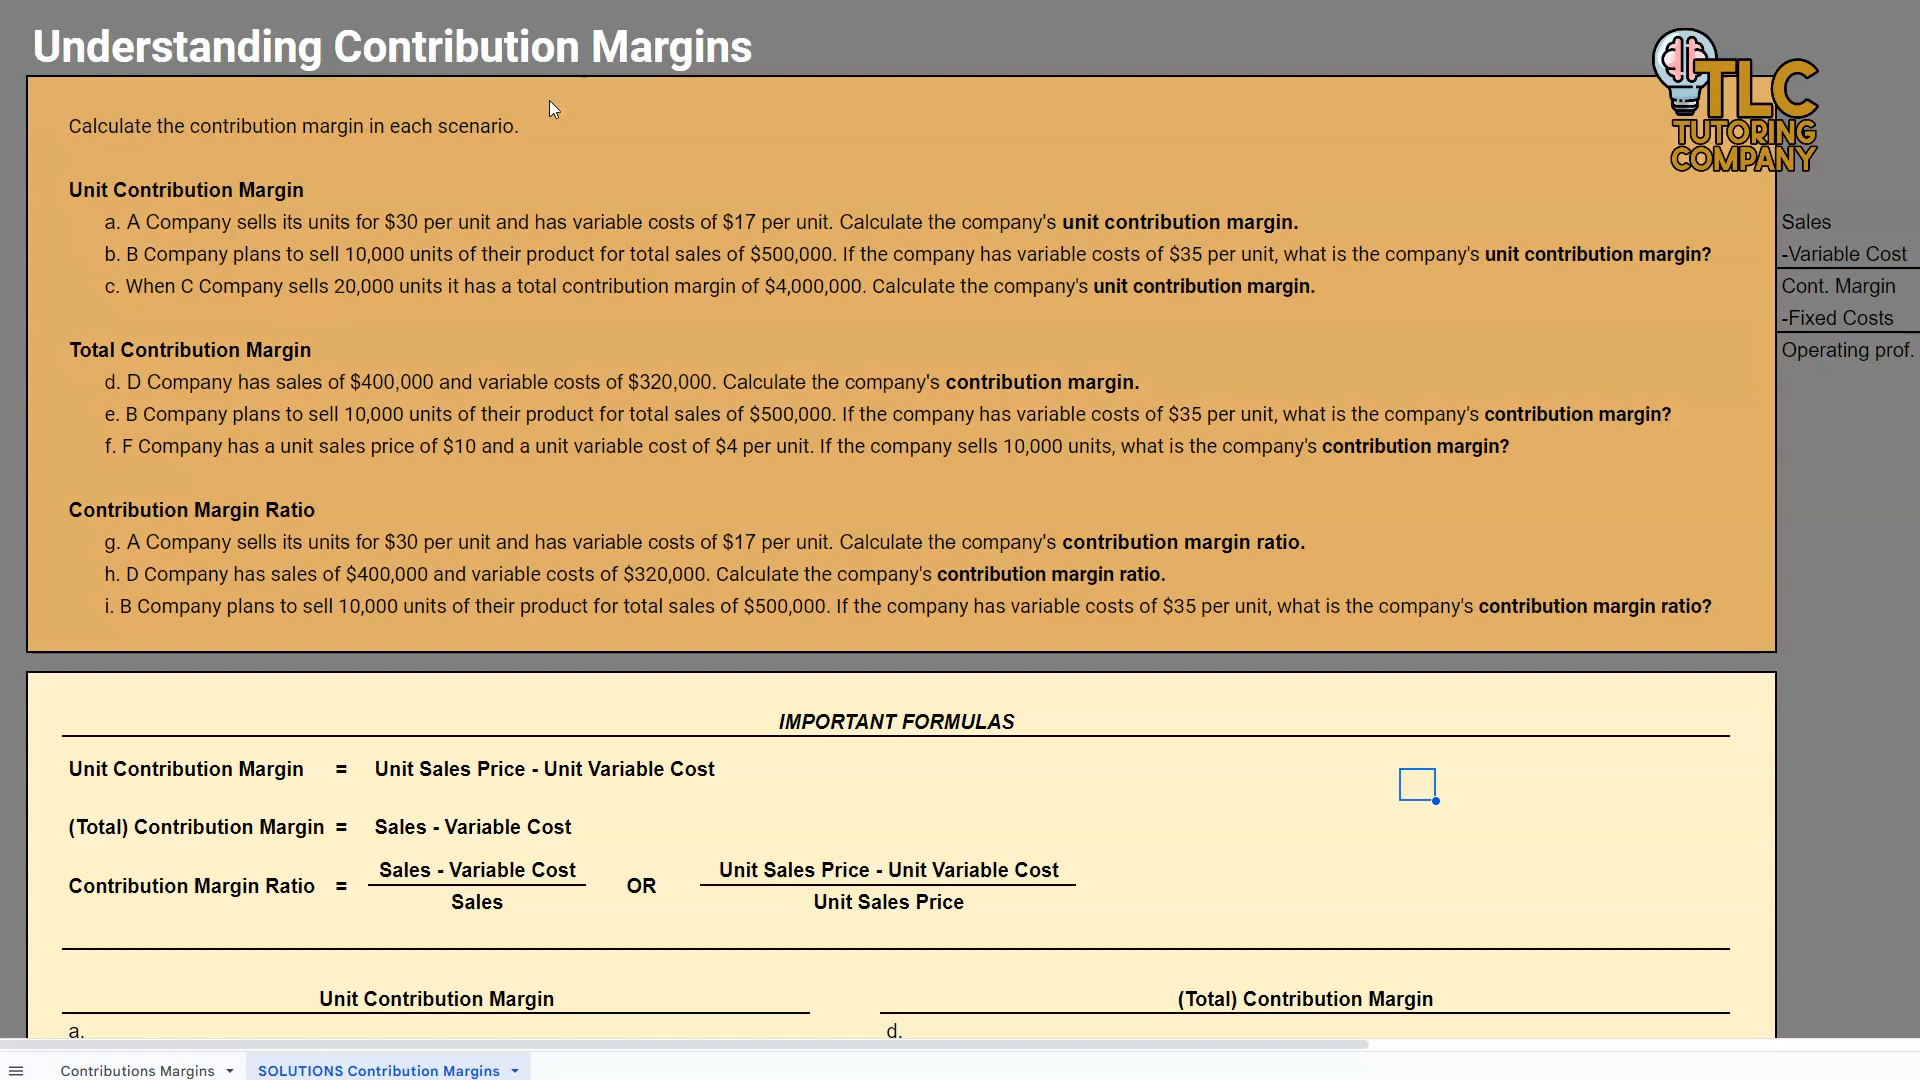 Understanding Contribution Margins
TLC
TUTORING
COMPANY
Calculate the contribution margin in each scenario.
Unit Contribution Margin
a. A Company sells its units for $30 per unit and has variable costs of $17 per unit. Calculate the company's unit contribution margin.
b. B Company plans to sell 10,000 units of their product for total sales of $500,000. If the company has variable costs of $35 per unit, what is the company's unit contribution margin?
c. When C Company sells 20,000 units it has a total contribution margin of $4,000,000. Calculate the company's unit contribution margin.
Total Contribution Margin
d. D Company has sales of $400,000 and variable costs of $320,000. Calculate the company's contribution margin.
e. B Company plans to sell 10,000 units of their product for total sales of $500,000. If the company has variable costs of $35 per unit, what is the company's contribution margin?
f. F Company has a unit sales price of $10 and a unit variable cost of $4 per unit. If the company sells 10,000 units, what is the company's contribution margin?
Contribution Margin Ratio
g. A Company sells its units for $30 per unit and has variable costs of $17 per unit. Calculate the company's contribution margin ratio.
h. D Company has sales of $400,000 and variable costs of $320,000. Calculate the company's contribution margin ratio.
i. B Company plans to sell 10,000 units of their product for total sales of $500,000. If the company has variable costs of $35 per unit, what is the company's contribution margin ratio?
Sales
-Variable Cost
Cont. Margin
-Fixed Costs
Operating prof.
IMPORTANT FORMULAS
Unit Contribution Margin = Unit Sales Price - Unit Variable Cost
(Total) Contribution Margin = Sales - Variable Cost
Contribution Margin Ratio = Sales - Variable Cost OR Unit Sales Price - Unit Variable Cost
Sales Unit Sales Price
Unit Contribution Margin (Total) Contribution Margin
a. d.
Contributions Margins SOLUTIONS Contribution Margins